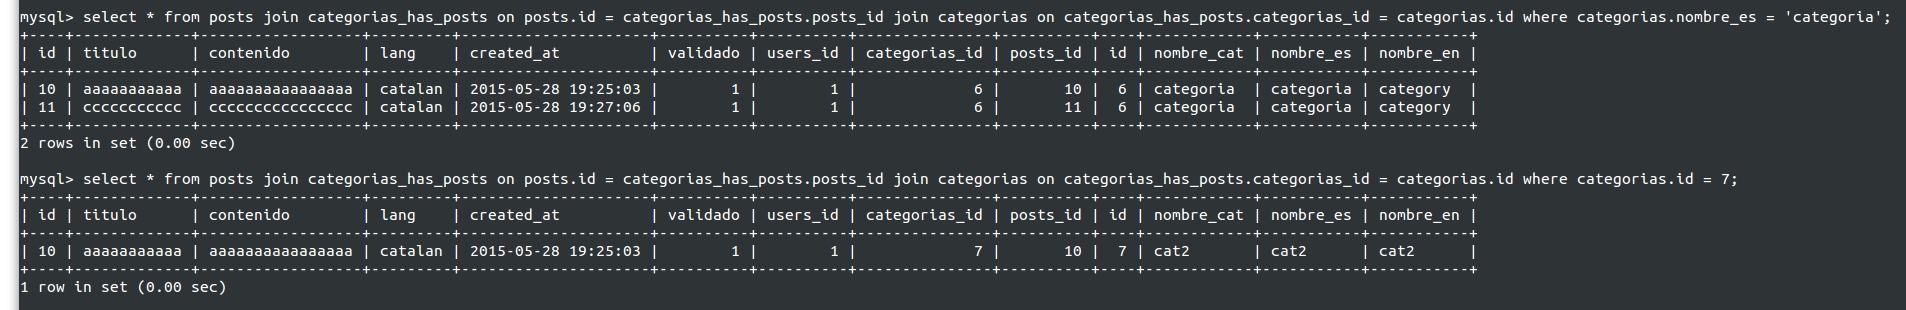 mysql> select * from posts join categorias_has_posts on posts.id = categorias_has_posts.posts_id join categorias on categorias_has_posts.categorias_id = categorias.id where categorias.nombre_es = 'categoria';
+----+-------------+------------------+---------+---------------------+----------+----------+---------------+----------+----+------------+-----------+-----------+
| id | titulo      | contenido        | lang    | created_at          | validado | users_id | categorias_id | posts_id | id | nombre_cat | nombre_es | nombre_en |
+----+-------------+------------------+---------+---------------------+----------+----------+---------------+----------+----+------------+-----------+-----------+
| 10 | aaaaaaaaaaa | aaaaaaaaaaaaaaaa | catalan | 2015-05-28 19:25:03 |        1 |        1 |             6 |       10 |  6 | categoria  | categoria | category  |
| 11 | ccccccccccc | cccccccccccccccc | catalan | 2015-05-28 19:27:06 |        1 |        1 |             6 |       11 |  6 | categoria  | categoria | category  |
+----+-------------+------------------+---------+---------------------+----------+----------+---------------+----------+----+------------+-----------+-----------+
2 rows in set (0.00 sec)
mysql> select * from posts join categorias_has_posts on posts.id = categorias_has_posts.posts_id join categorias on categorias_has_posts.categorias_id = categorias.id where categorias.id = 7;
+----+-------------+------------------+---------+---------------------+----------+----------+---------------+----------+----+------------+-----------+-----------+
| id | titulo      | contenido        | lang    | created_at          | validado | users_id | categorias_id | posts_id | id | nombre_cat | nombre_es | nombre_en |
+----+-------------+------------------+---------+---------------------+----------+----------+---------------+----------+----+------------+-----------+-----------+
| 10 | aaaaaaaaaaa | aaaaaaaaaaaaaaaa | catalan | 2015-05-28 19:25:03 |        1 |        1 |             7 |       10 |  7 | cat2       | cat2      | cat2      |
+----+-------------+------------------+---------+---------------------+----------+----------+---------------+----------+----+------------+-----------+-----------+
1 row in set (0.00 sec)